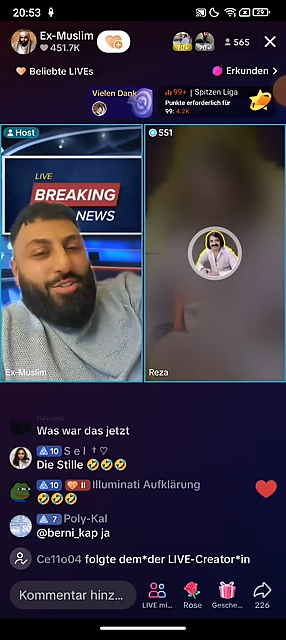 20:53
29
Ex-Muslim
451.7K
70+
565
Beliebte LIVEs
Erkunden
Vielen Dank
99+ | Spitzen Liga
Punkte erforderlich für
99: 4.2K
Host
551
LIVE
BREAKING
NEWS
Ex-Muslim
Reza
Was war das jetzt
10 S e l † ♡
Die Stille 🤣🤣🤣
10 II Illuminati Aufklärung
🤣🤣🤣
7 Poly-Kal
@berni_kap ja
Ce11o04 folgte dem*der LIVE-Creator*in
Kommentar hinz...
LIVE mi...
Rose
Gesche...
226